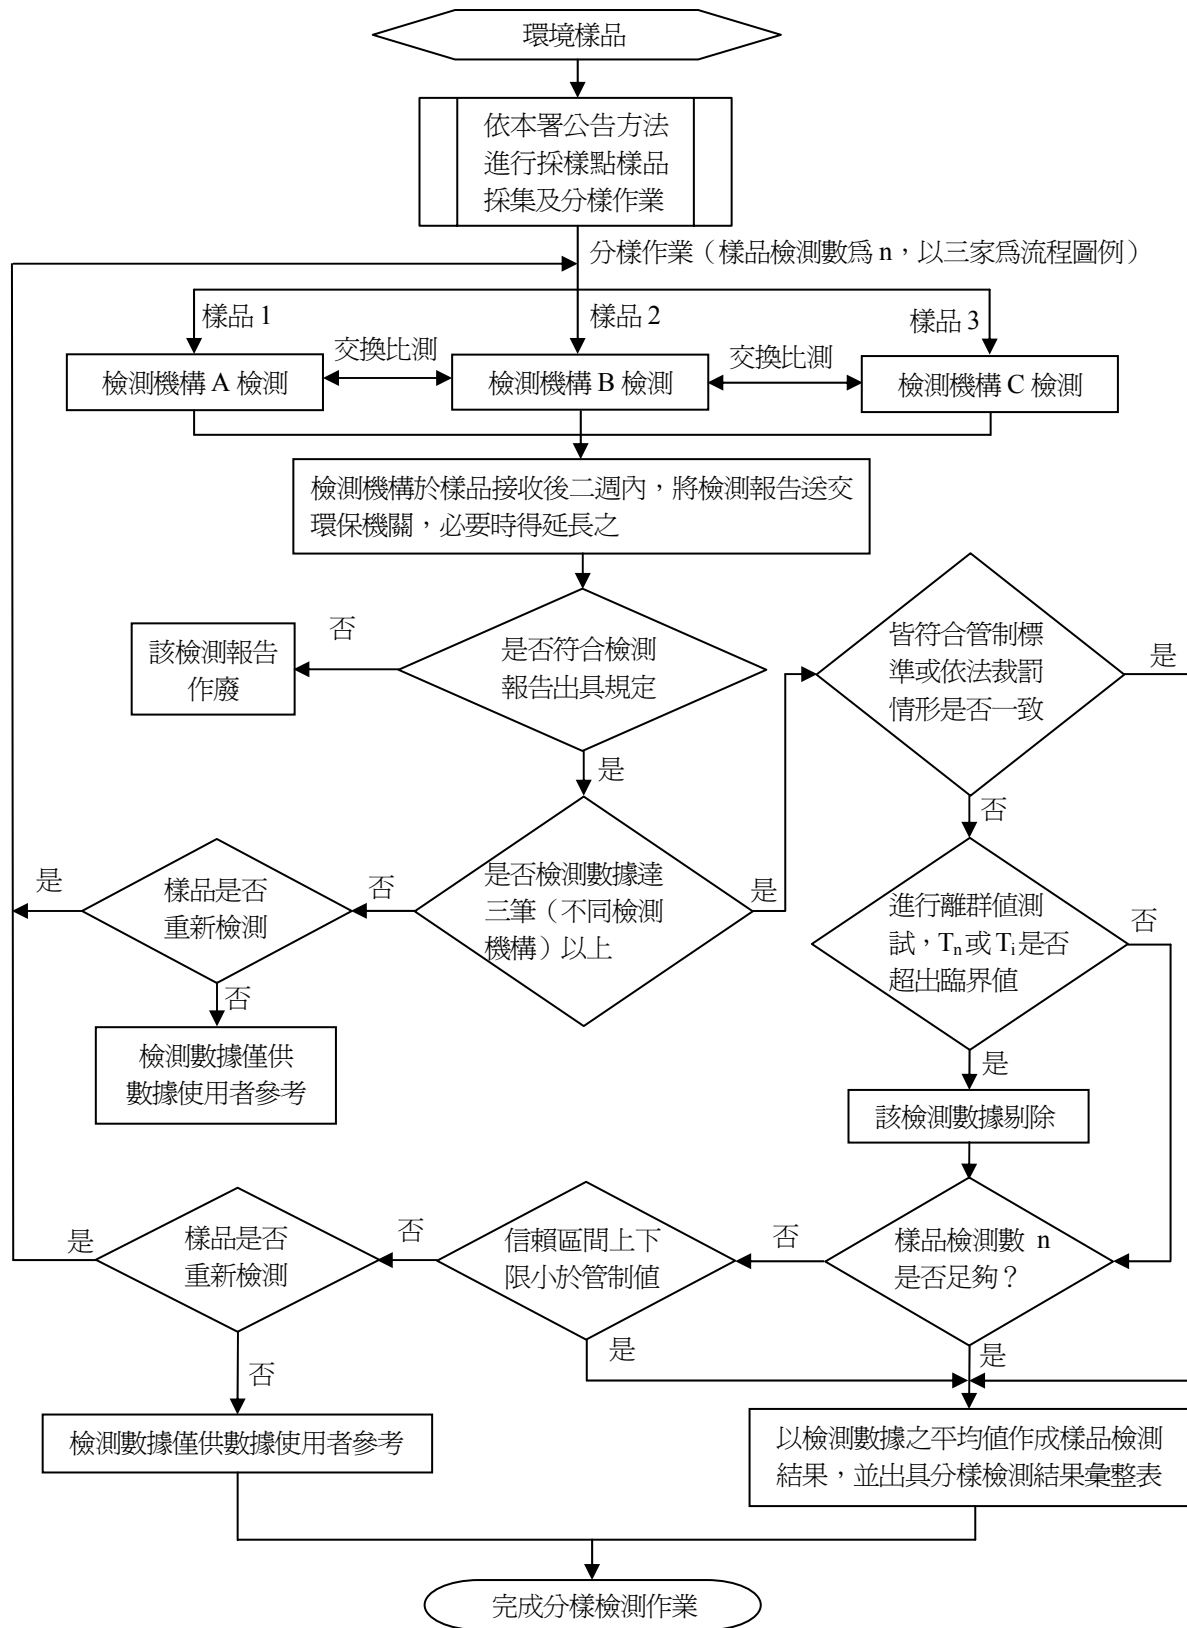 環境樣品
依本署公告方法
進行採樣點樣品
採集及分樣作業
分樣作業（樣品檢測數爲 n，以三家爲流程圖例）
樣品 1
樣品 2
樣品 3
檢測機構 A 檢測
交換比測
檢測機構 B 檢測
交換比測
檢測機構 C 檢測
檢測機構於樣品接收後二週內，將檢測報告送交
環保機關，必要時得延長之
是否符合檢測
報告出具規定
否
該檢測報告
作廢
是
皆符合管制標
準或依法裁罰
情形是否一致
是
否
是否檢測數據達
三筆（不同檢測
機構）以上
是
否
樣品是否
重新檢測
是
否
檢測數據僅供
數據使用者參考
進行離群值測
試，Tn或 Ti是否
超出臨界值
否
是
該檢測數據剔除
樣品檢測數 n
是否足夠？
否
是
信賴區間上下
限小於管制值
否
是
樣品是否
重新檢測
是
否
檢測數據僅供數據使用者參考
以檢測數據之平均值作成樣品檢測
結果，並出具分樣檢測結果彙整表
完成分樣檢測作業